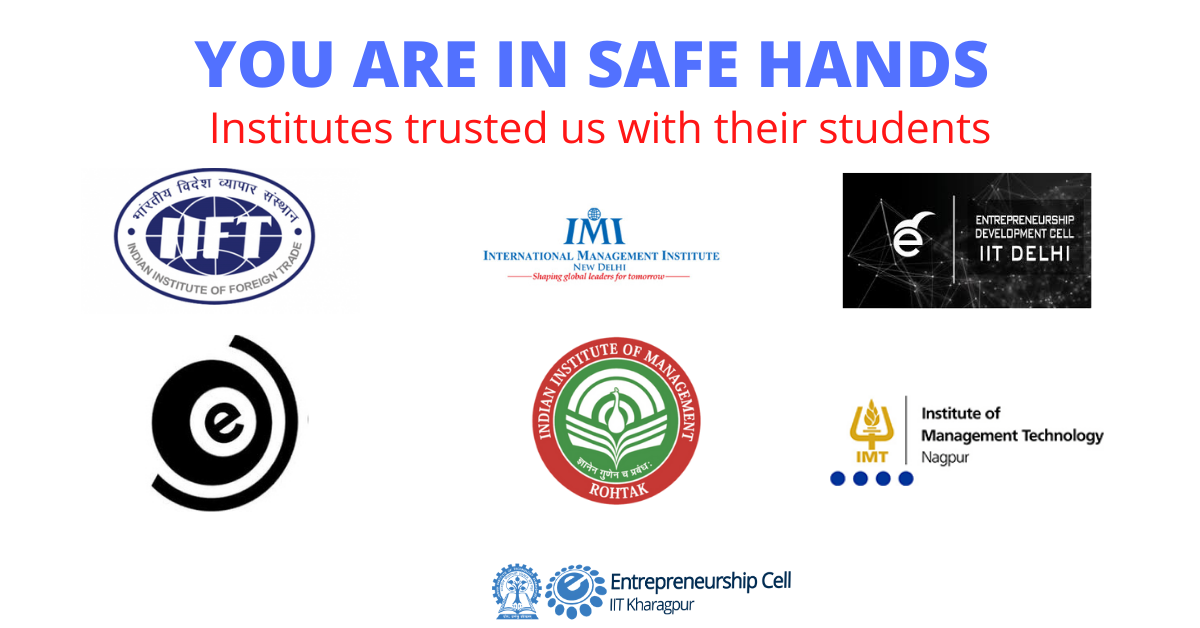 YOU ARE IN SAFE HANDS
Institutes trusted us with their students
भारतीय विदेश व्यापार संस्थान
IIFT
INDIAN INSTITUTE OF FOREIGN TRADE
IMI
INTERNATIONAL MANAGEMENT INSTITUTE
NEW DELHI
Shaping global leaders for tomorrow
e
ENTREPRENEURSHIP
DEVELOPMENT CELL
IIT DELHI
e
INDIAN INSTITUTE OF MANAGEMENT
ज्ञानेन गुणेन च प्रबंधः
ROHTAK
IMT
Institute of
Management Technology
Nagpur
e
Entrepreneurship Cell
IIT Kharagpur